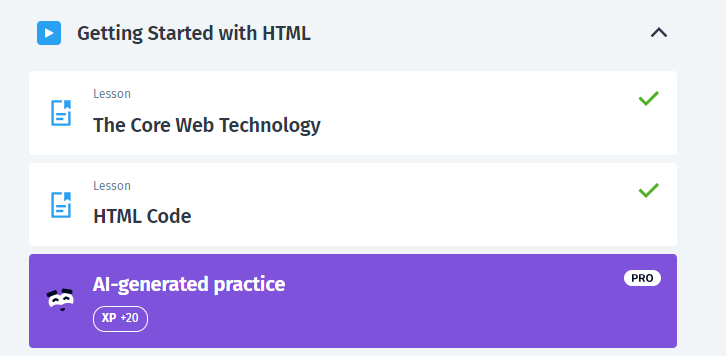 Getting Started with HTML
Lesson
The Core Web Technology
Lesson
HTML Code
AI-generated practice
PRO
XP +20